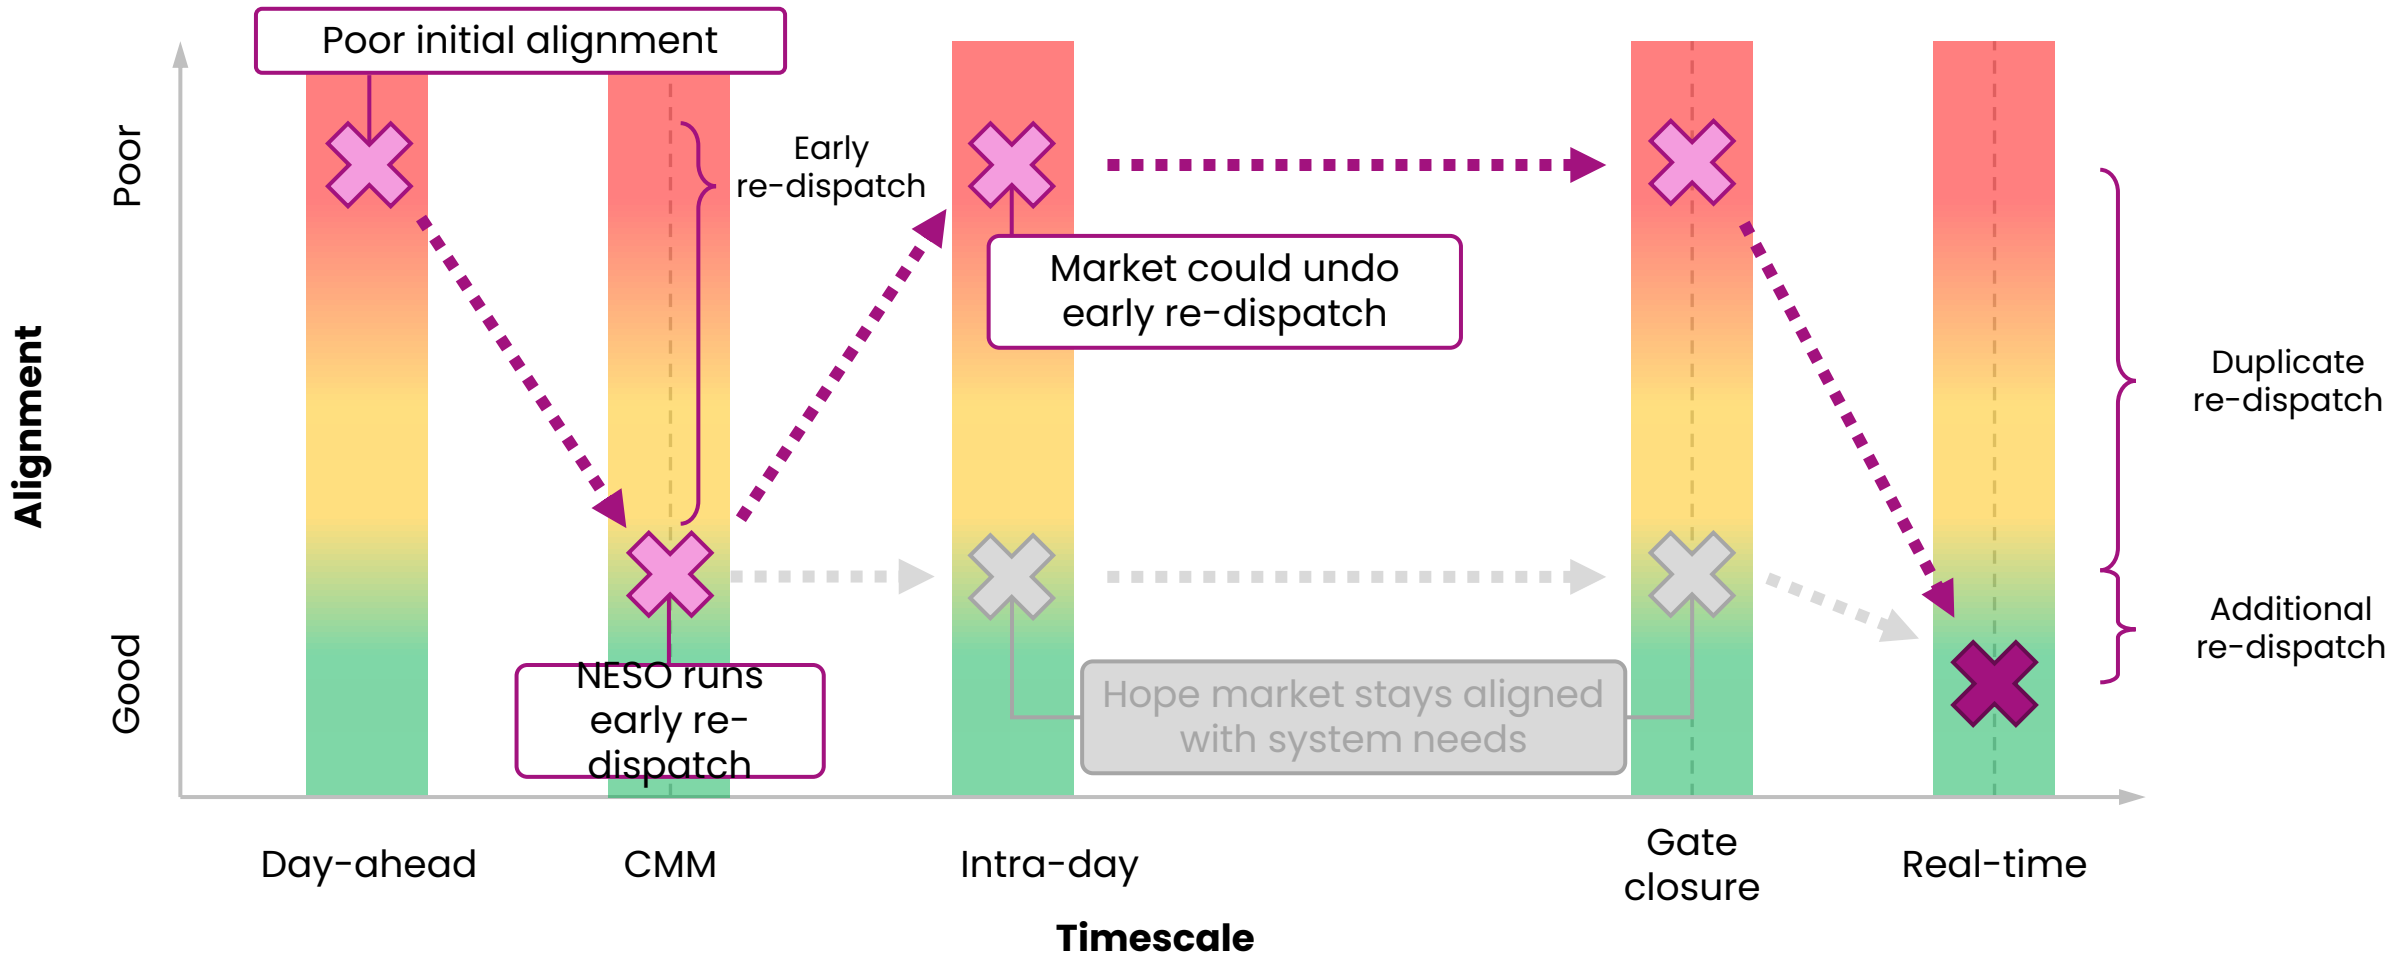 Poor initial alignment
Poor
Early
re-dispatch
Market could undo
early re-dispatch
Alignment
Duplicate
re-dispatch
Additional
re-dispatch
Good
NESO runs
early re-
dispatch
Hope market stays aligned
with system needs
Day-ahead
CMM
Intra-day
Gate
closure
Real-time
Timescale